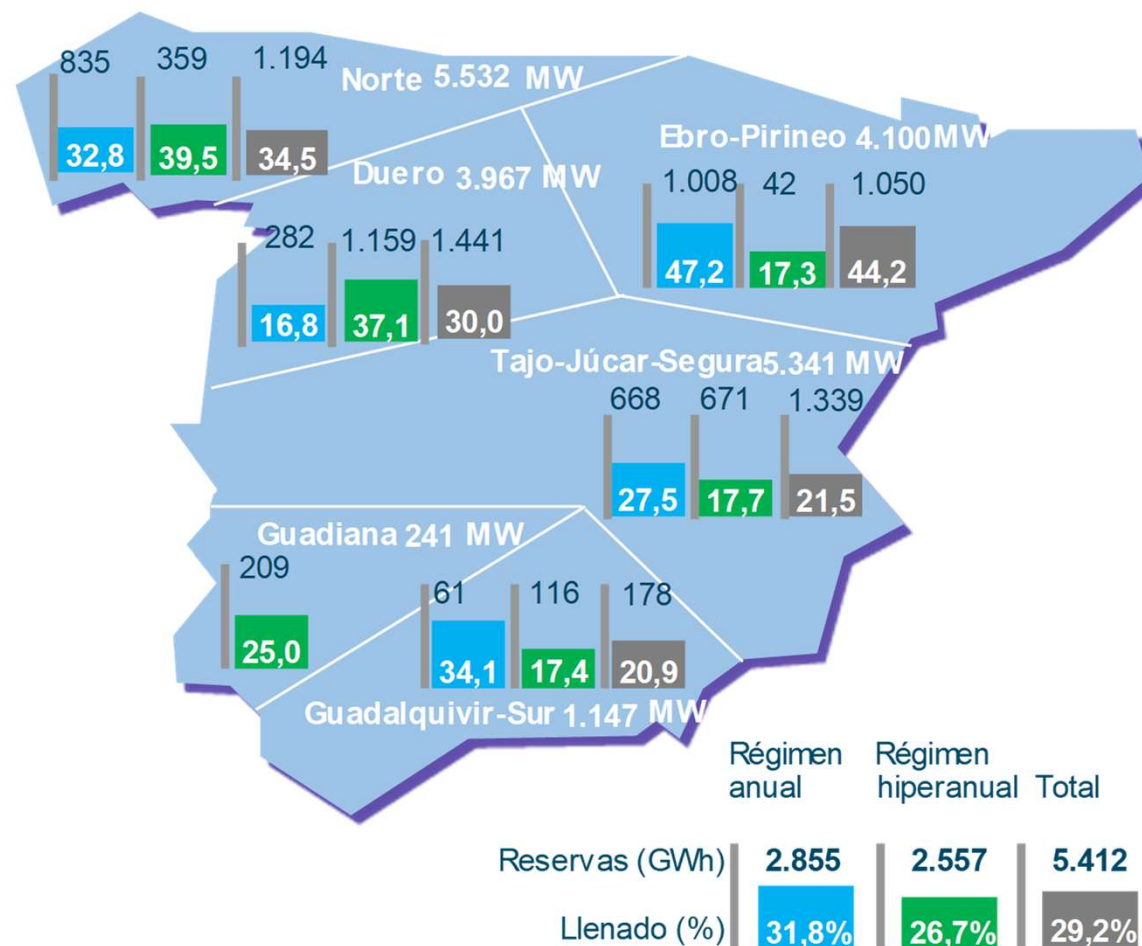 835 359 1.194
Norte 5.532 MW
32,8 39,5 34,5
Ebro-Pirineo 4.100MW
Duero 3.967 MW
1.008 42 1.050
47,2 17,3 44,2
282 1.159 1.441
16,8 37,1 30,0
Tajo-Júcar-Segura5.341 MW
668 671 1.339
27,5 17,7 21,5
Guadiana 241 MW
209
25,0
61 116 178
34,1 17,4 20,9
Guadalquivir-Sur 1.147 MW
Régimen anual
Régimen hiperanual
Total
Reservas (GWh) 2.855 2.557 5.412
Llenado (%) 31,8% 26,7% 29,2%